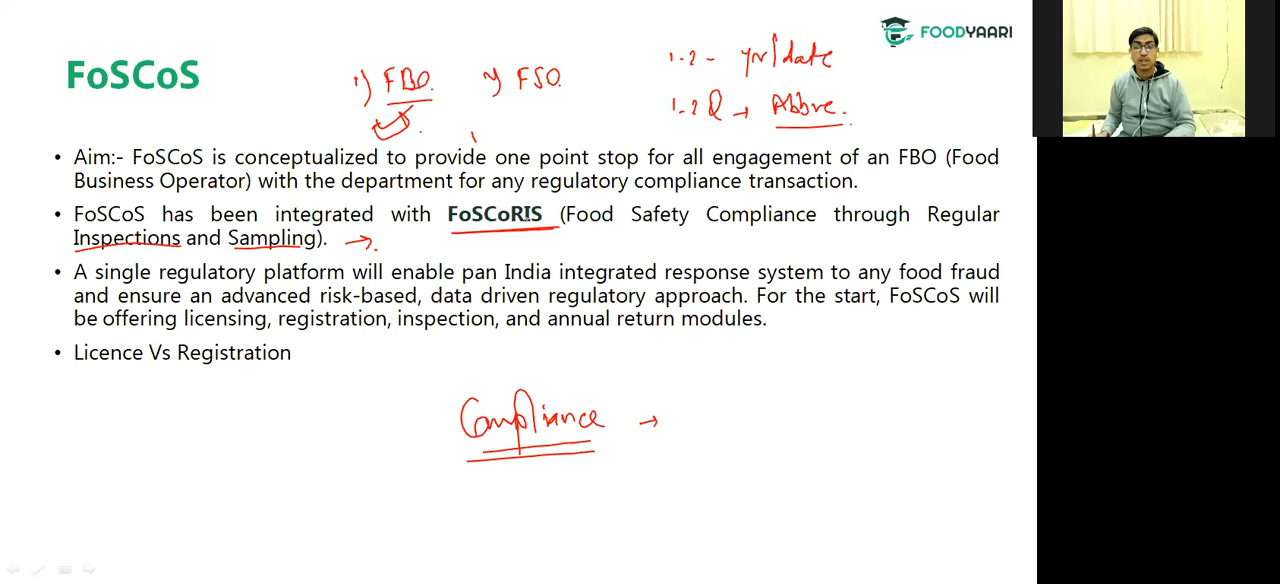 FOODYAARI
FoSCoS
1) FBO. 2) FSO.
1-2 - yr/date
1-2 Q → Abbre.
• Aim:- FoSCoS is conceptualized to provide one point stop for all engagement of an FBO (Food
Business Operator) with the department for any regulatory compliance transaction.
• FoSCoS has been integrated with FoSCoRIS (Food Safety Compliance through Regular
Inspections and Sampling). →
• A single regulatory platform will enable pan India integrated response system to any food fraud
and ensure an advanced risk-based, data driven regulatory approach. For the start, FoSCoS will
be offering licensing, registration, inspection, and annual return modules.
• Licence Vs Registration
Compliance →